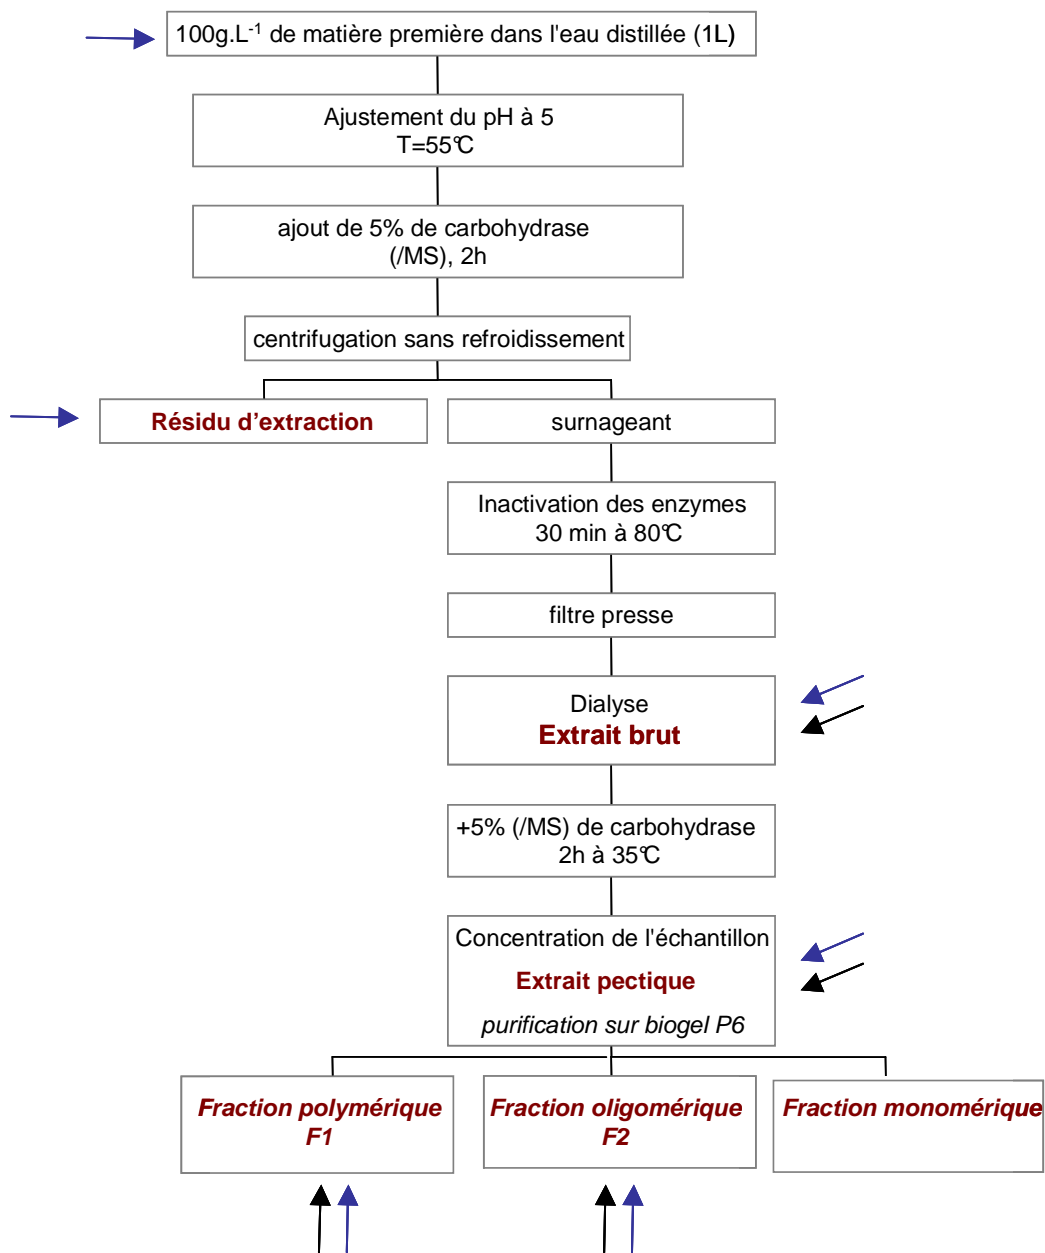 100g.L-1 de matière première dans l'eau distillée (1L)
Ajustement du pH à 5
T=55°C
ajout de 5% de carbohydrase
(/MS), 2h
centrifugation sans refroidissement
Résidu d'extraction
surnageant
Inactivation des enzymes
30 min à 80°C
filtre presse
Dialyse
Extrait brut
+5% (/MS) de carbohydrase
2h à 35°C
Concentration de l'échantillon
Extrait pectique
purification sur biogel P6
Fraction polymérique
F1
Fraction oligomérique
F2
Fraction monomérique